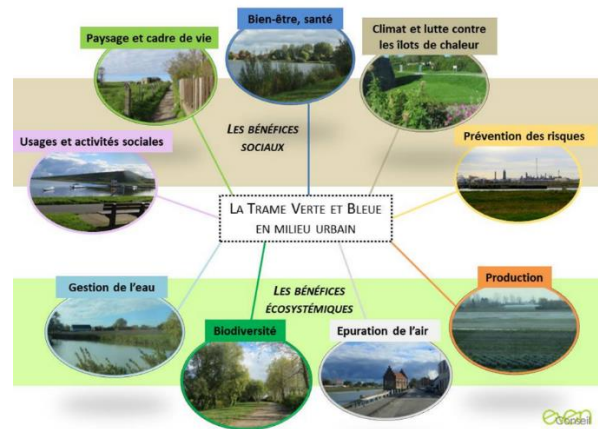 Bien-être, santé
Paysage et cadre de vie
Climat et lutte contre
les îlots de chaleur
LES BÉNÉFICES
SOCIAUX
Usages et activités sociales
Prévention des risques
LA TRAME VERTE ET BLEUE
EN MILIEU URBAIN
Gestion de l'eau
LES BÉNÉFICES
ÉCOSYSTÉMIQUES
Production
Biodiversité
Epuration de l'air
even
Conseil